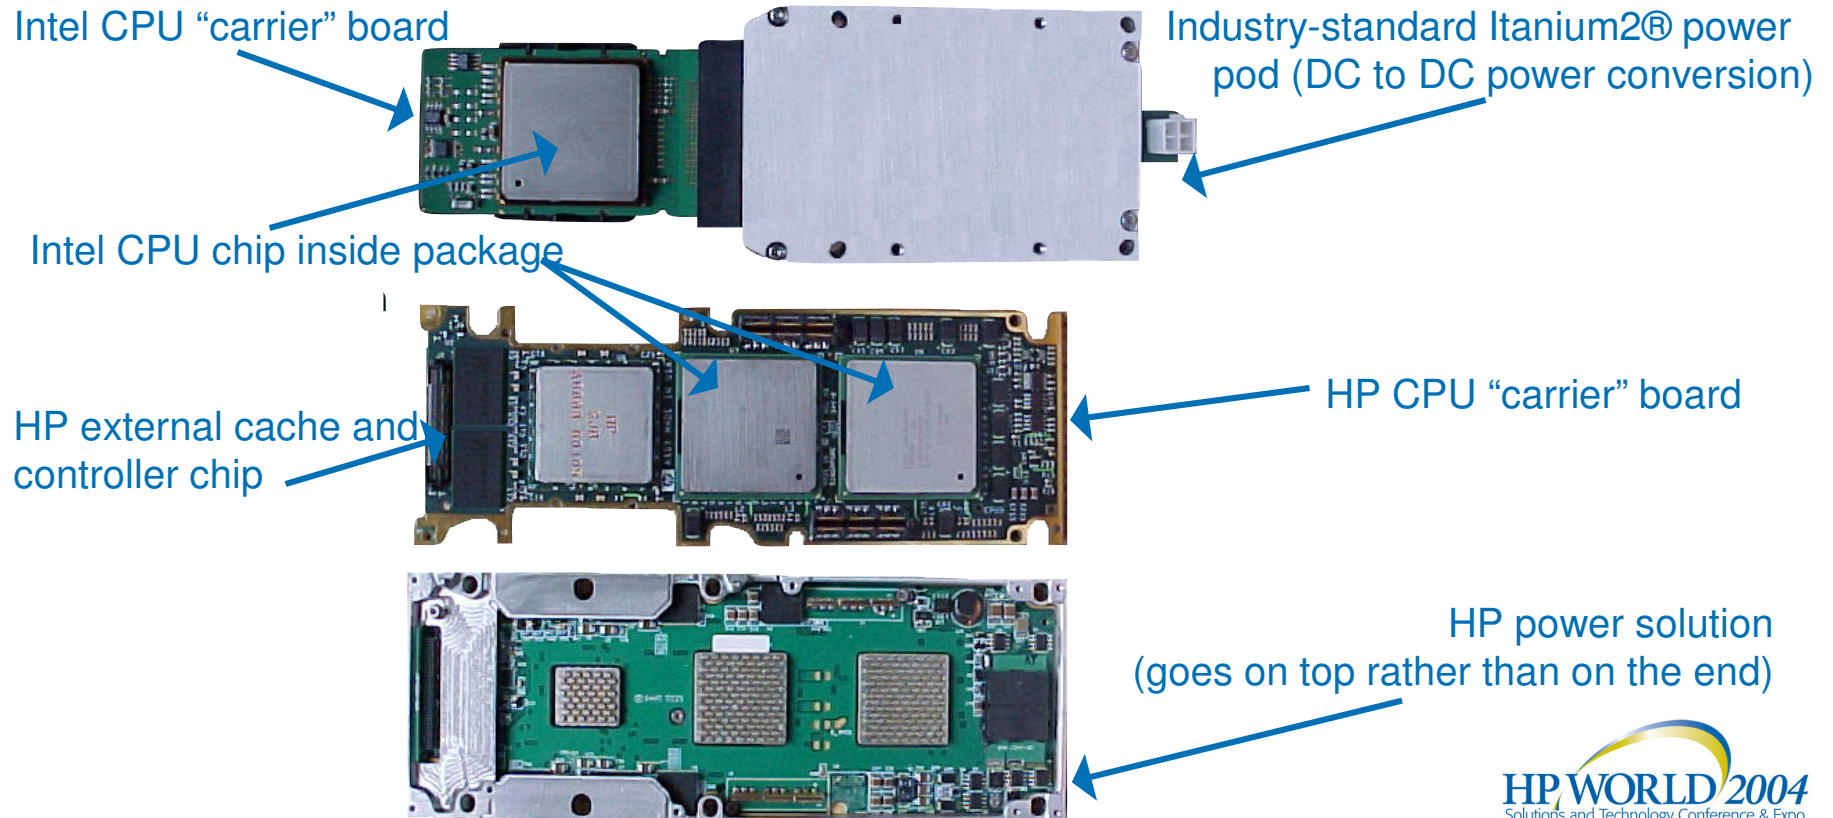 Intel CPU “carrier” board
Industry-standard Itanium2® power
pod (DC to DC power conversion)
Intel CPU chip inside package
HP CPU “carrier” board
HP external cache and
controller chip
HP power solution
(goes on top rather than on the end)
HP WORLD 2004
Solutions and Technology Conference & Expo